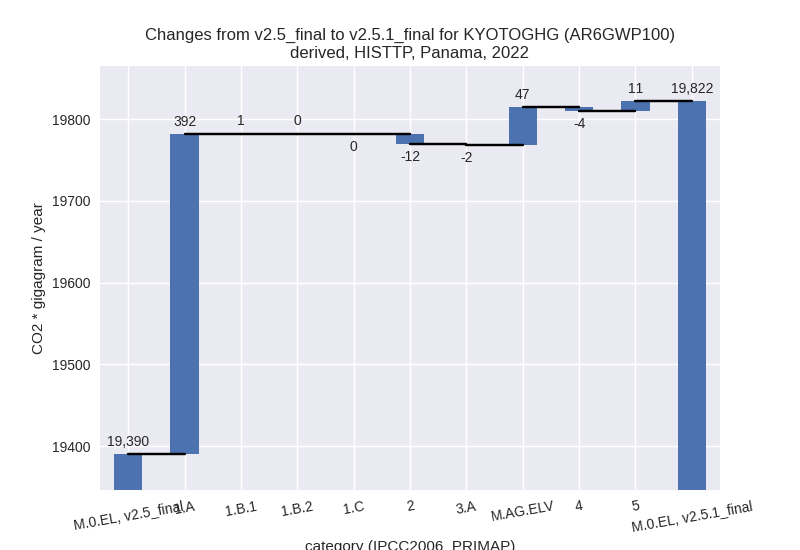 Changes from v2.5_final to v2.5.1_final for KYOTOGHG (AR6GWP100)
derived, HISTTP, Panama, 2022
CO2 * gigagram / year
19800
19700
19600
19500
19400
19,390
392
1
0
0
-12
-2
47
-4
11
19,822
M.0.EL, v2.5_final
1.A
1.B.1
1.B.2
1.C
2
3.A
M.AG.ELV
4
5
M.0.EL, v2.5.1_final
category (IPCC2006_PRIMAP)